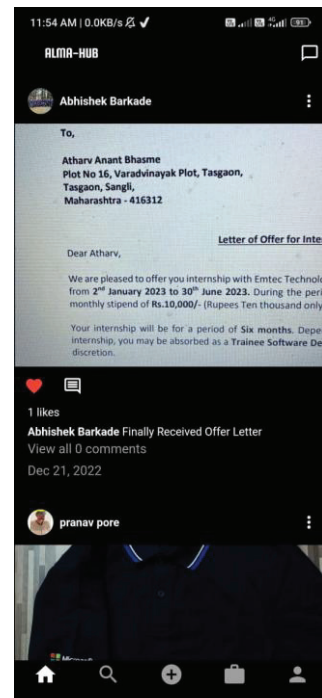 11:54 AM | 0.0KB/s
91
ALMA-HUB
Abhishek Barkade
To,
Atharv Anant Bhasme
Plot No 16, Varadvinayak Plot, Tasgaon,
Tasgaon, Sangli,
Maharashtra - 416312
Letter of Offer for Inte
Dear Atharv,
We are pleased to offer you internship with Emtec Technolo
from 2nd January 2023 to 30th June 2023. During the peri
monthly stipend of Rs.10,000/- (Rupees Ten thousand only
Your internship will be for a period of Six months. Depe
internship, you may be absorbed as a Trainee Software De
discretion.
1 likes
Abhishek Barkade Finally Received Offer Letter
View all 0 comments
Dec 21, 2022
pranav pore